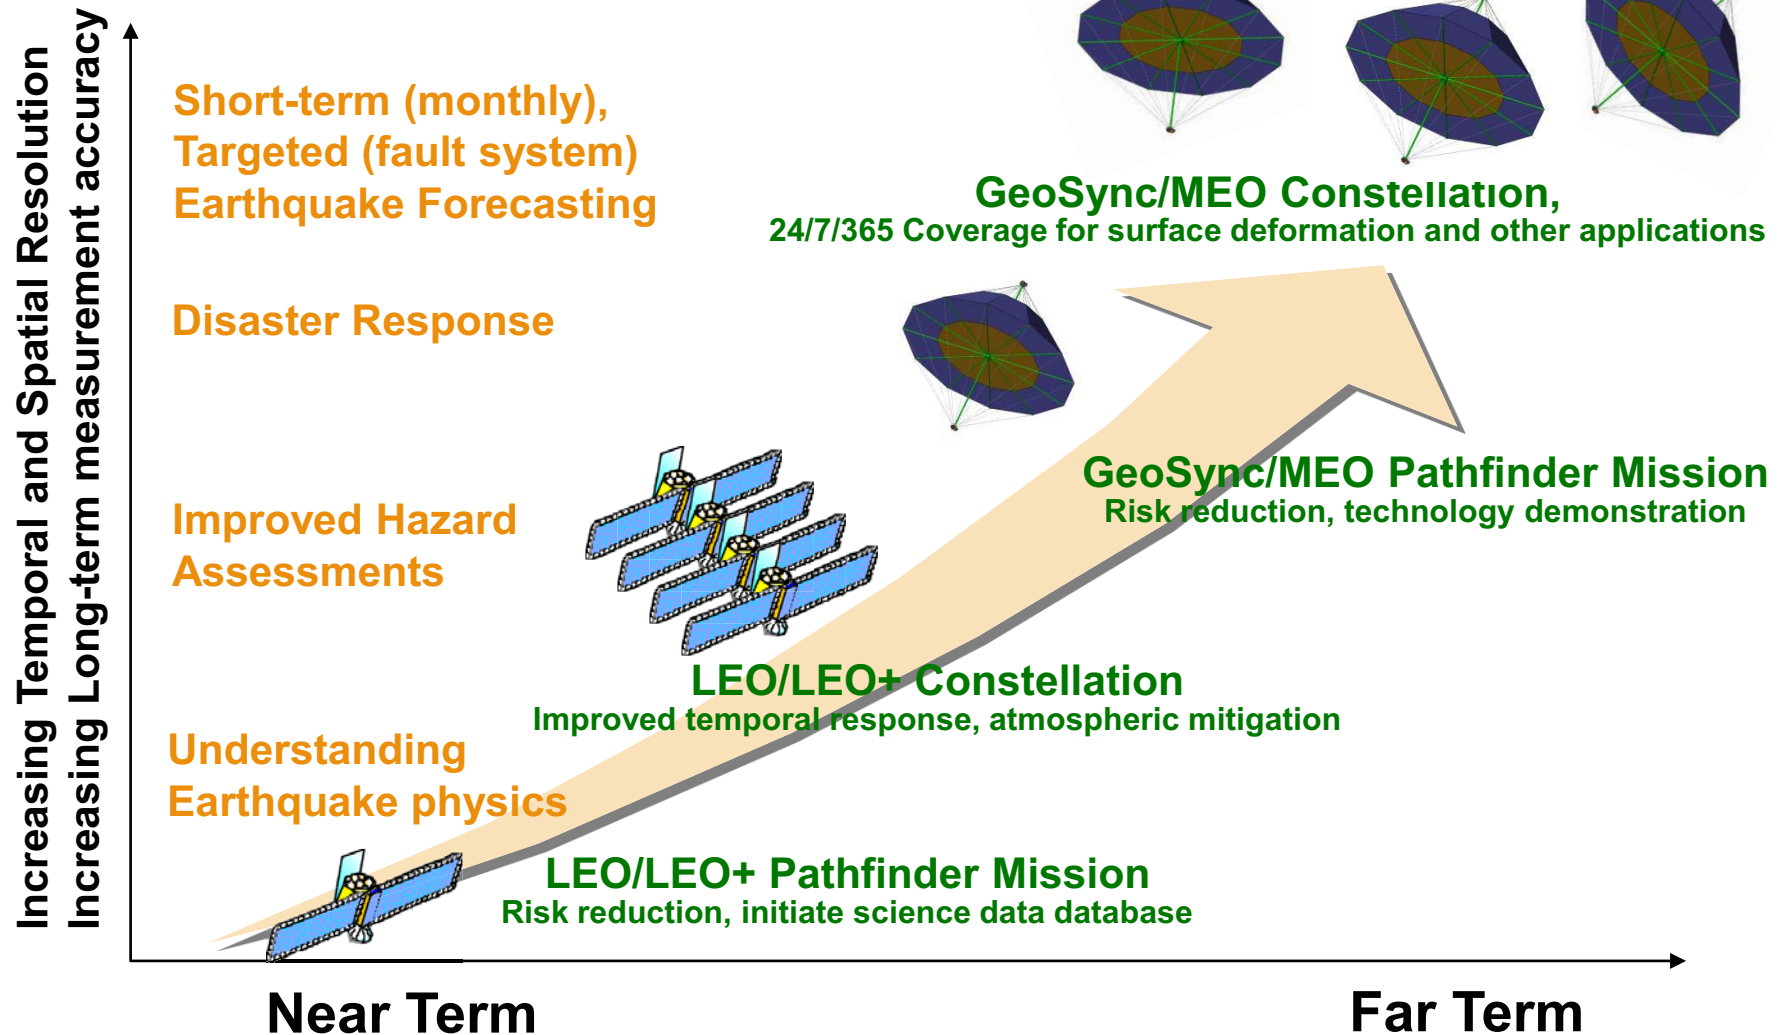 Increasing Temporal and Spatial Resolution
Increasing Long-term measurement accuracy
Short-term (monthly),
Targeted (fault system)
Earthquake Forecasting
GeoSync/MEO Constellation,
24/7/365 Coverage for surface deformation and other applications
Disaster Response
GeoSync/MEO Pathfinder Mission
Risk reduction, technology demonstration
Improved Hazard
Assessments
LEO/LEO+ Constellation
Improved temporal response, atmospheric mitigation
Understanding
Earthquake physics
LEO/LEO+ Pathfinder Mission
Risk reduction, initiate science data database
Near Term
Far Term